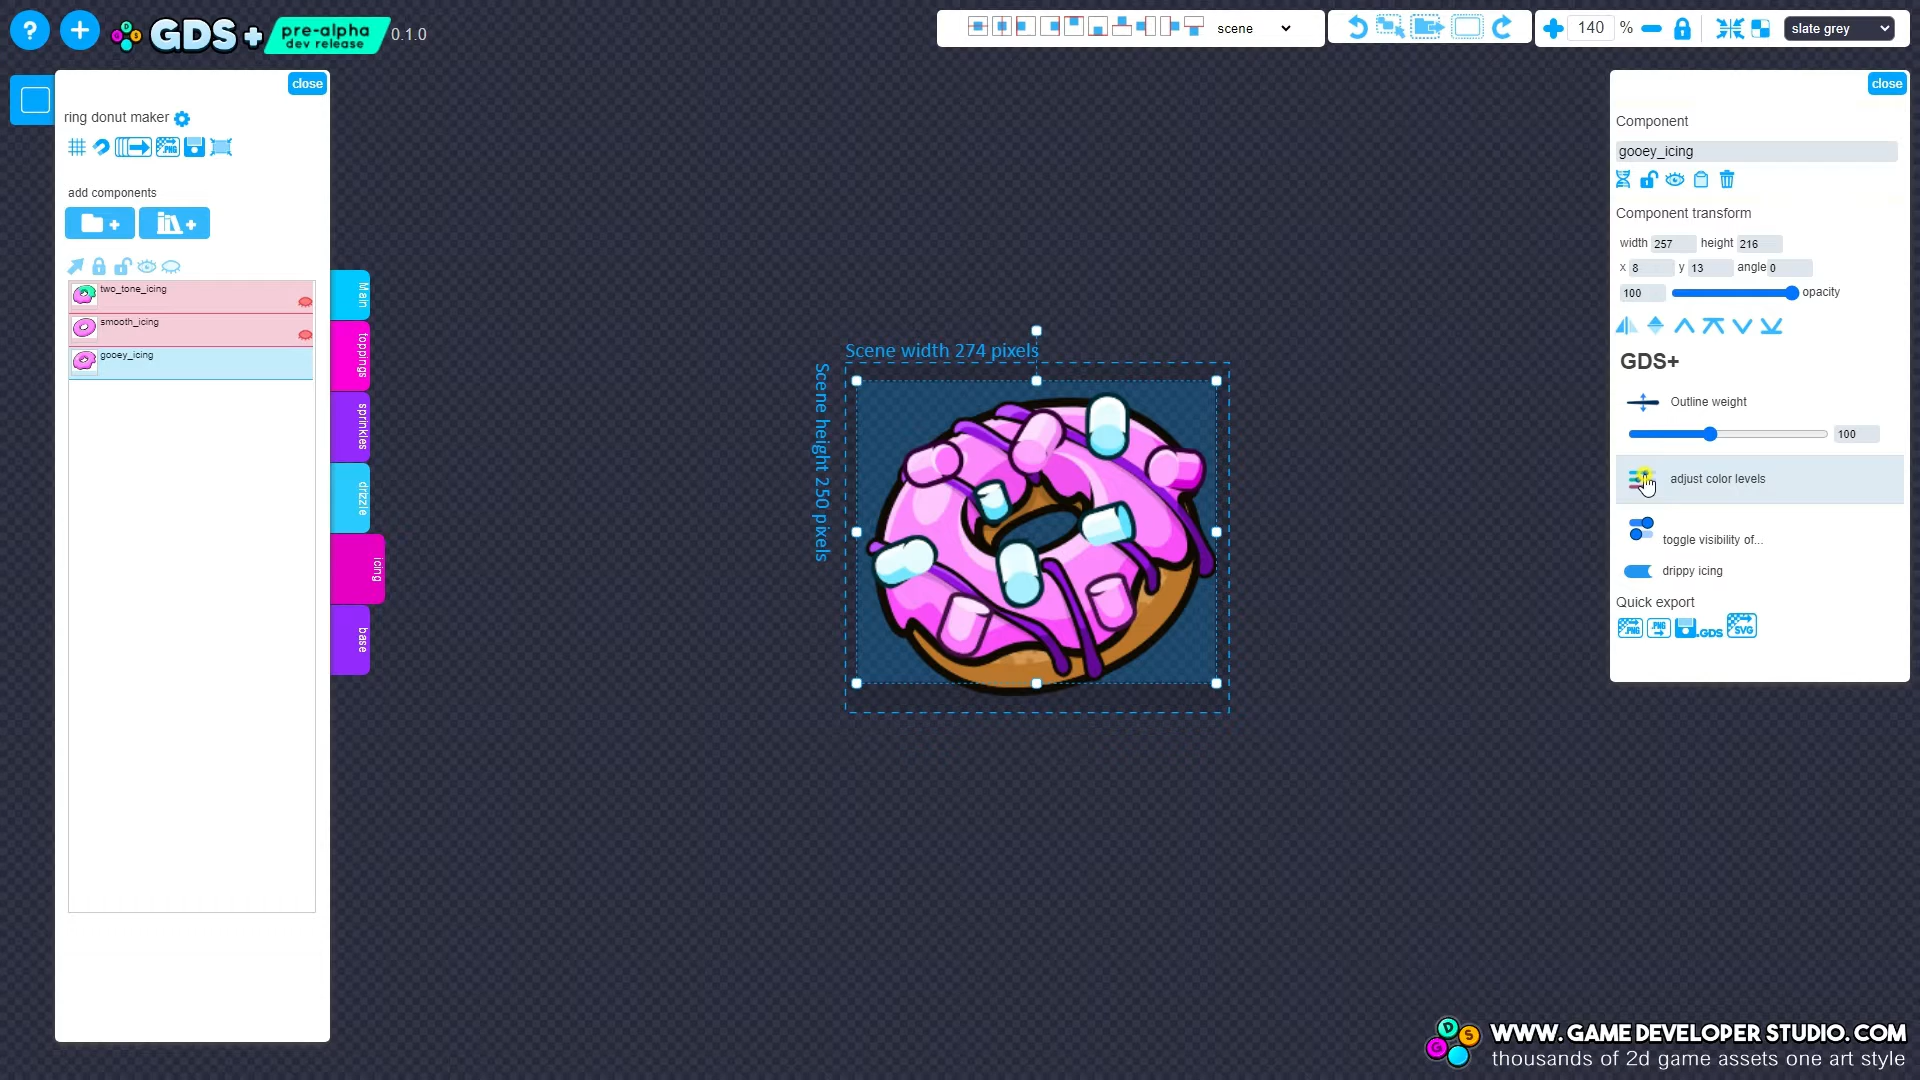 ?
+
D G S
GDS +
pre-alpha
dev release
0.1.0
scene
140 %
slate grey
close
ring donut maker
.PNG
add components
+
+
two_tone_icing
smooth_icing
gooey_icing
Main
toppings
sprinkles
drizzle
icing
base
Scene width 274 pixels
Scene height 250 pixels
close
Component
gooey_icing
Component transform
width 257 height 216
x 8 y 13 angle 0
100 opacity
GDS+
Outline weight
100
adjust color levels
toggle visibility of...
drippy icing
Quick export
.PNG .PNG .GDS SVG
D G S
WWW.GAMEDEVELOPERSTUDIO.COM
thousands of 2d game assets one art style